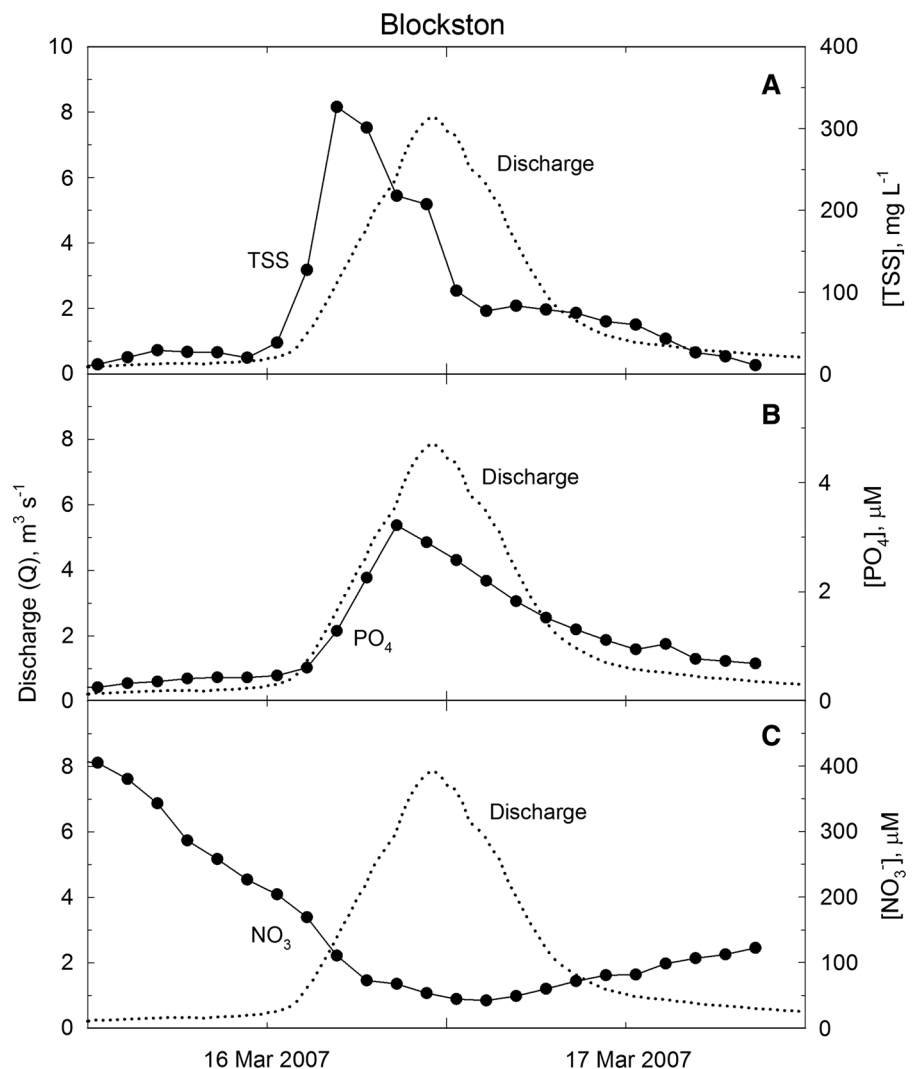 Blockston
10
8
6
4
2
0
400
300
200
100
0
A
Discharge
TSS
[TSS], mg L⁻¹
8
6
4
2
0
4
2
0
B
Discharge
PO₄
Discharge (Q), m³ s⁻¹
[PO₄], μM
8
6
4
2
0
400
300
200
100
0
C
Discharge
NO₃
[NO₃⁻], μM
16 Mar 2007
17 Mar 2007